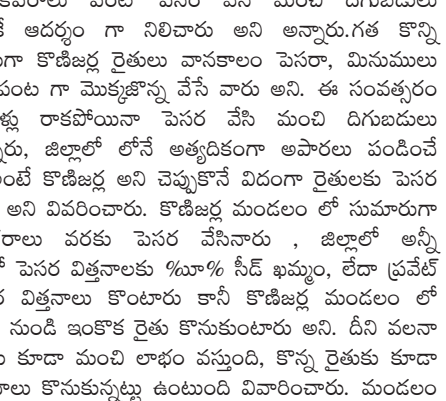 ఆదర్శం గా నిలిచారు అని అన్నారు.గత కొన్ని
కొణిజర్ల రైతులు వానకాలం పెసరా, మినుములు
పంట గా మొక్కజొన్న వేసే వారు అని. ఈ సంవత్సరం
రాకపోయినా పెసర వేసి మంచి దిగుబడులు
జిల్లాలో లోనే అత్యదికంగా అపారలు పండించే
కొణిజర్ల అని చెప్పుకొనే విదంగా రైతులకు పెసర
అని వివరించారు. కొణిజర్ల మండలం లో సుమారుగా
వరకు పెసర వేసినారు , జిల్లాలో అన్నీ
పెసర విత్తనాలకు %ూ% సీడ్ ఖమ్మం, లేదా ప్రవేట్
విత్తనాలు కొంటారు కానీ కొణిజర్ల మండలం లో
నుండి ఇంకొక రైతు కొనుకుంటారు అని. దీని వలనా
కూడా మంచి లాభం వస్తుంది, కొన్న రైతుకు కూడా
కొనుకున్నట్టు ఉంటుంది వివారించారు. మండలం